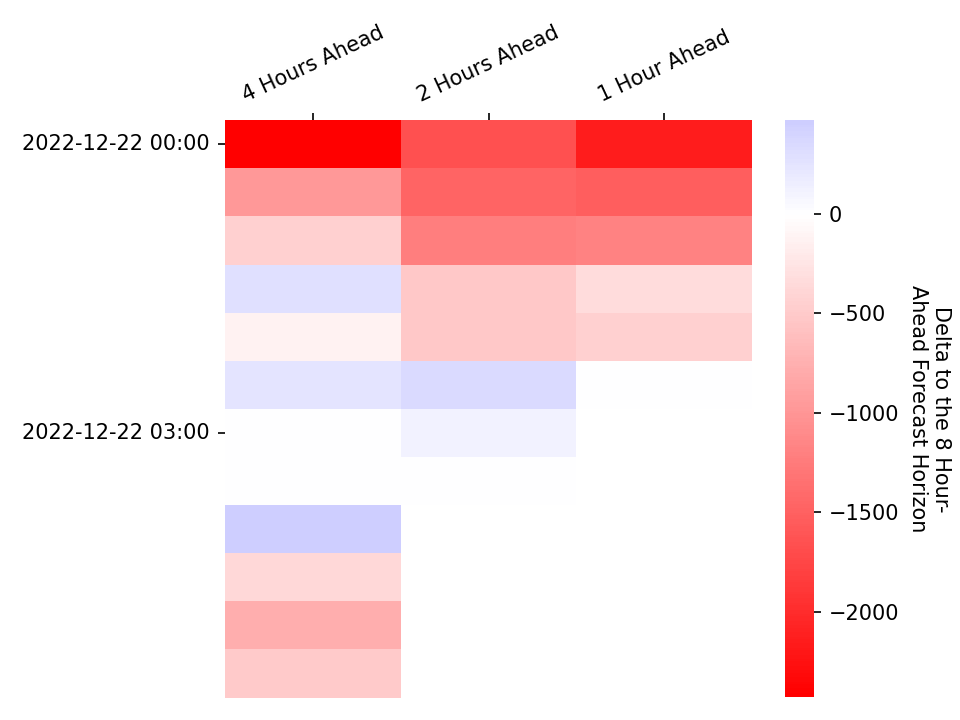 4 Hours Ahead
2 Hours Ahead
1 Hour Ahead
2022-12-22 00:00
2022-12-22 03:00
0
−500
−1000
−1500
−2000
Delta to the 8 Hour-
Ahead Forecast Horizon